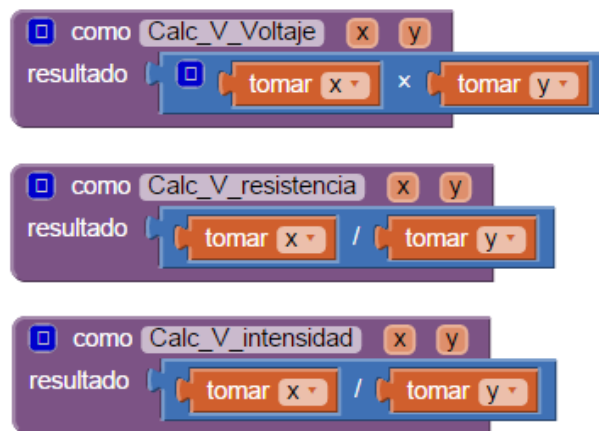 como Calc_V_Voltaje x y
resultado tomar x × tomar y
como Calc_V_resistencia x y
resultado tomar x / tomar y
como Calc_V_intensidad x y
resultado tomar x / tomar y